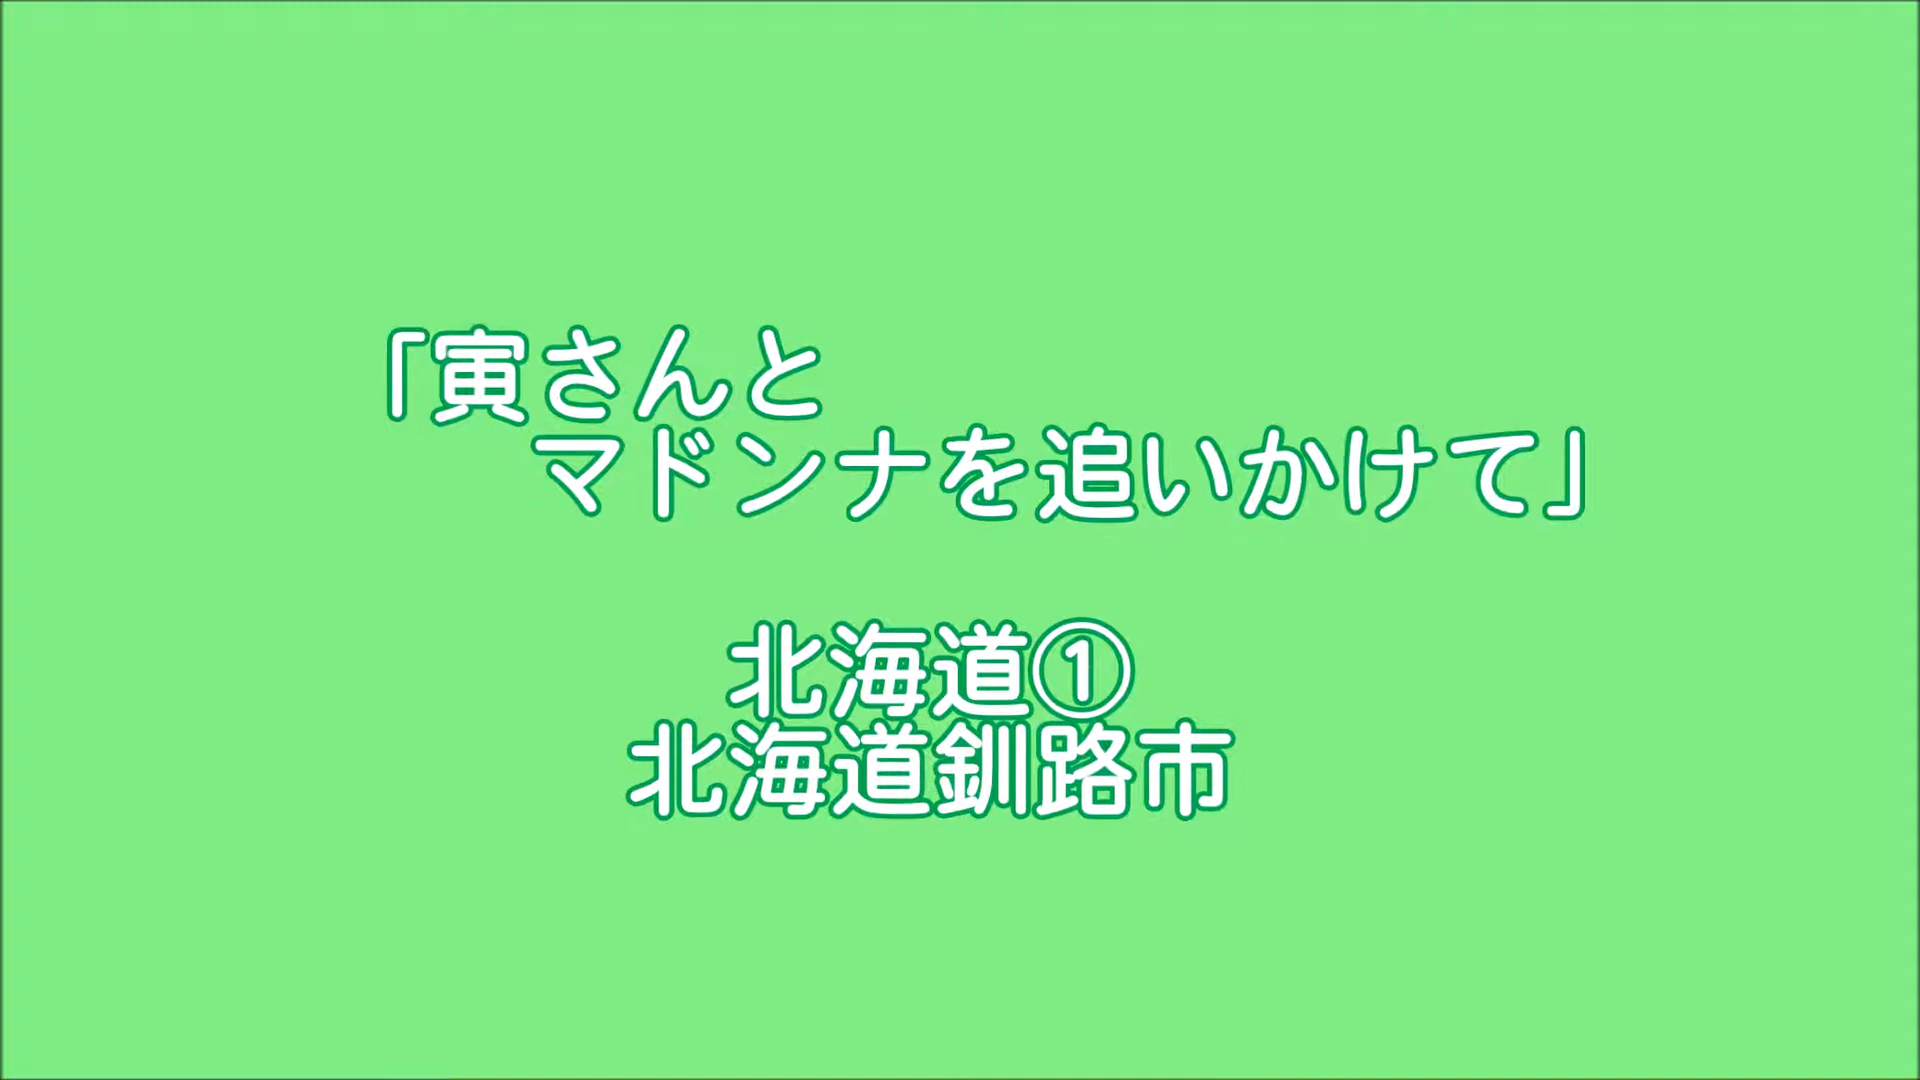 「寅さんと
マドンナを追いかけて」
北海道①
北海道釧路市